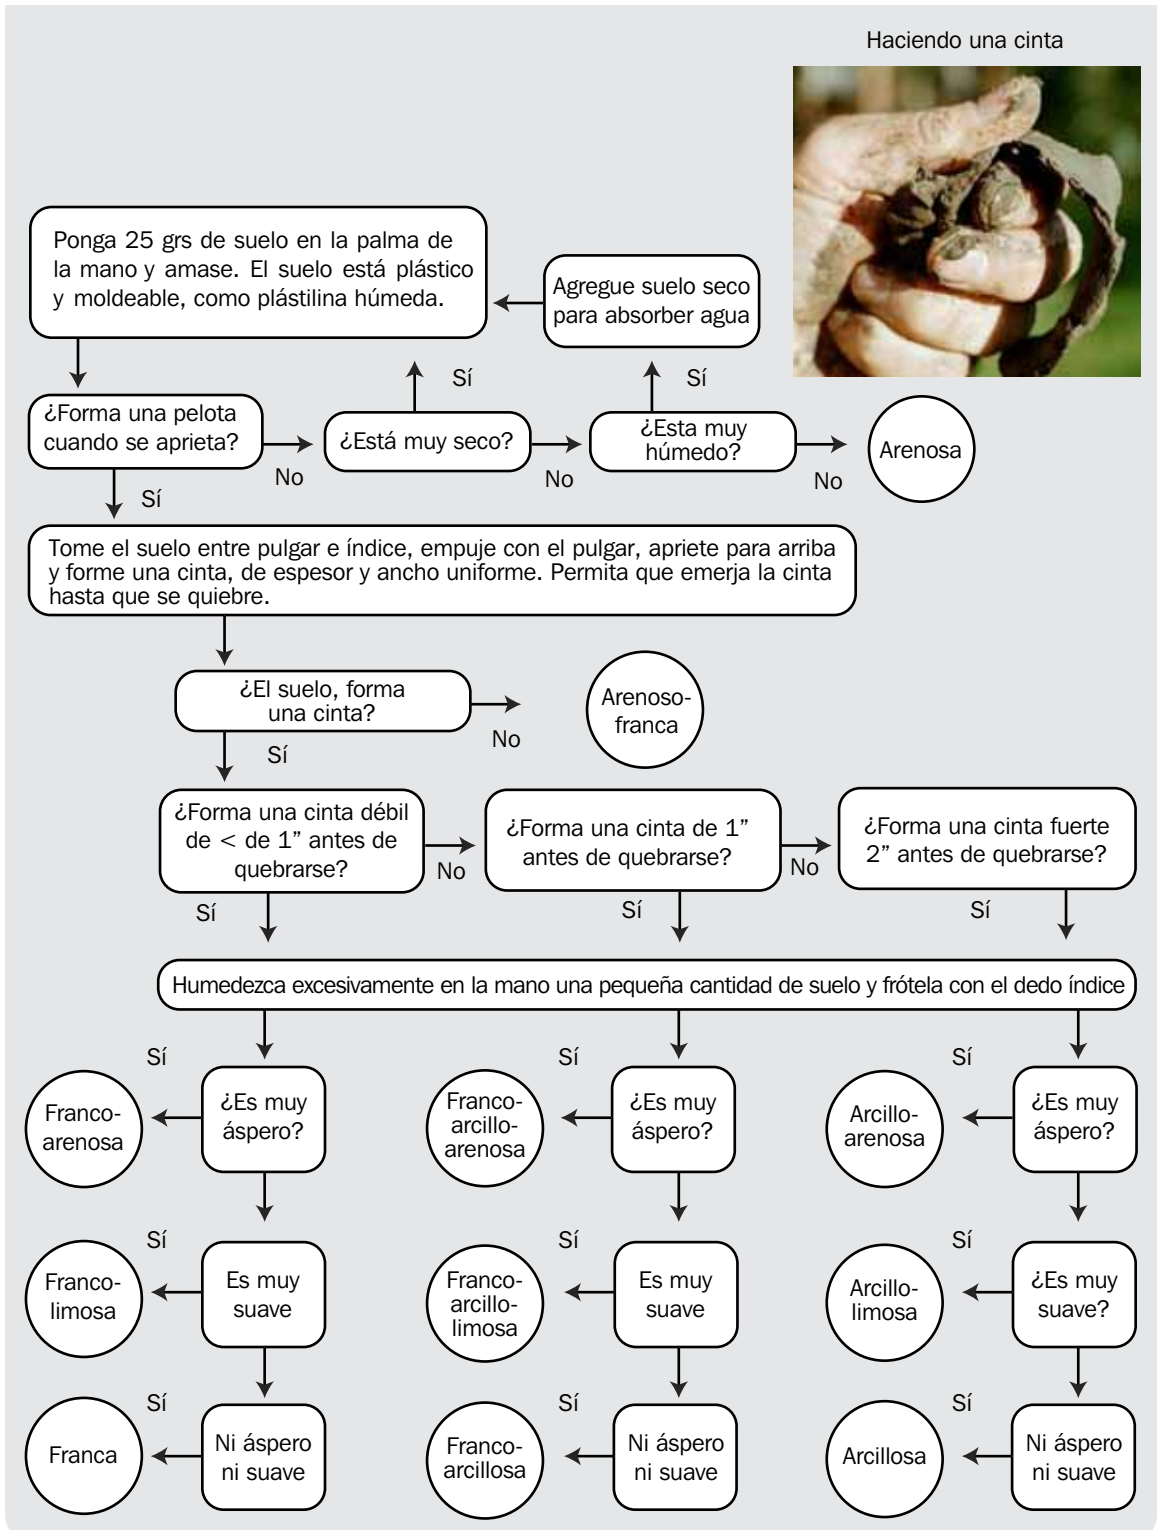 Haciendo una cinta
Ponga 25 grs de suelo en la palma de
la mano y amase. El suelo está plástico
y moldeable, como plástilina húmeda.
Agregue suelo seco
para absorber agua
Sí
Sí
¿Forma una pelota
cuando se aprieta?
No
¿Está muy seco?
No
¿Esta muy
húmedo?
No
Arenosa
Sí
Tome el suelo entre pulgar e índice, empuje con el pulgar, apriete para arriba
y forme una cinta, de espesor y ancho uniforme. Permita que emerja la cinta
hasta que se quiebre.
¿El suelo, forma
una cinta?
No
Arenoso-
franca
Sí
¿Forma una cinta débil
de < de 1” antes de
quebrarse?
No
¿Forma una cinta de 1”
antes de quebrarse?
No
¿Forma una cinta fuerte
2” antes de quebrarse?
Sí
Sí
Sí
Humedezca excesivamente en la mano una pequeña cantidad de suelo y frótela con el dedo índice
Sí
Franco-
arenosa
¿Es muy
áspero?
Sí
Franco-
arcillo-
arenosa
¿Es muy
áspero?
Sí
Arcillo-
arenosa
¿Es muy
áspero?
Sí
Franco-
limosa
Es muy
suave
Sí
Franco-
arcillo-
limosa
Es muy
suave
Sí
Arcillo-
limosa
¿Es muy
suave?
Sí
Franca
Ni áspero
ni suave
Sí
Franco-
arcillosa
Ni áspero
ni suave
Sí
Arcillosa
Ni áspero
ni suave